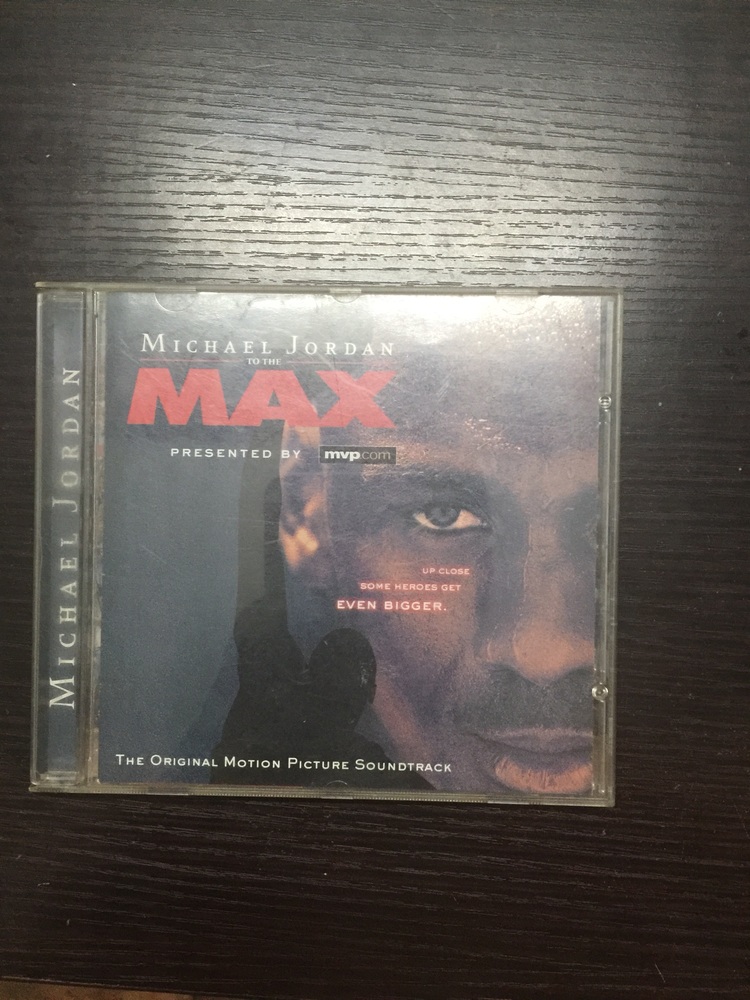 MICHAEL JORDAN
MICHAEL JORDAN
TO THE
MAX
PRESENTED BY mvp.com
UP CLOSE
SOME HEROES GET
EVEN BIGGER.
THE ORIGINAL MOTION PICTURE SOUNDTRACK